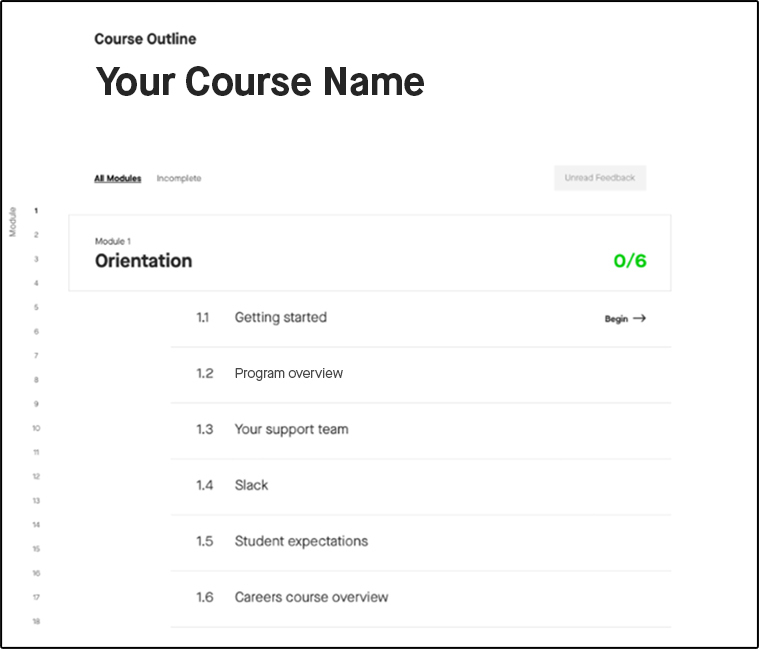 Course Outline
Your Course Name
All Modules Incomplete Unread Feedback
Module
1
2
3
4
5
6
7
8
9
10
11
12
13
14
15
16
17
18
Module 1
Orientation 0/6
1.1 Getting started Begin →
1.2 Program overview
1.3 Your support team
1.4 Slack
1.5 Student expectations
1.6 Careers course overview